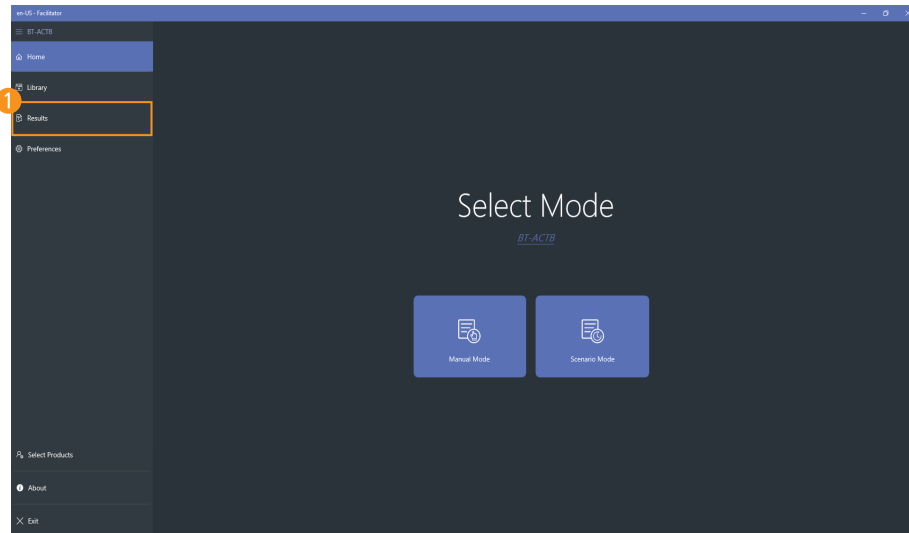 en-US - Facilitator
BT-ACTB
Home
Library
1
Results
Preferences
Select Mode
BT-ACTB
Manual Mode
Scenario Mode
Select Products
About
Exit